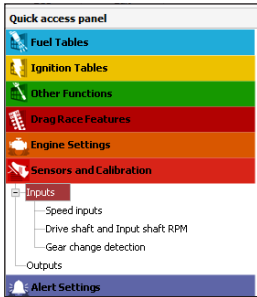 Quick access panel
Fuel Tables
Ignition Tables
Other Functions
Drag Race Features
Engine Settings
Sensors and Calibration
Inputs
Speed inputs
Drive shaft and Input shaft RPM
Gear change detection
Outputs
Alert Settings